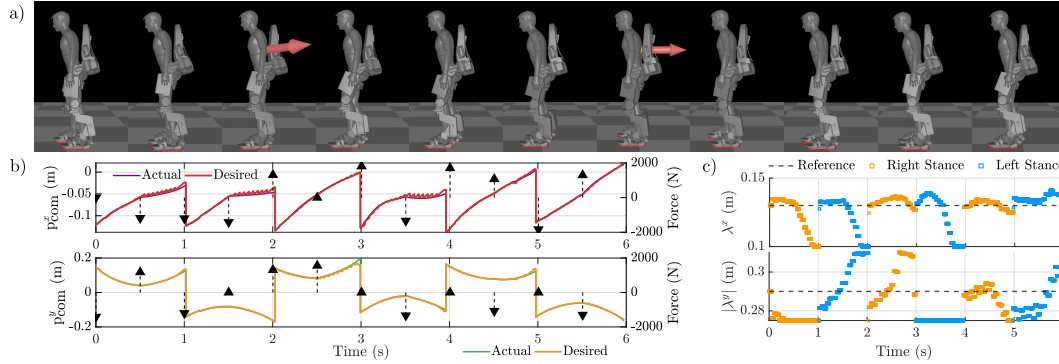 a)
b)
Actual Desired
p^x_com (m)
0
-0.05
-0.1
2000
0
-2000
Force (N)
0 1 2 3 4 5 6
p^y_com (m)
0.2
0
-0.2
2000
0
-2000
Force (N)
0 1 2 3 4 5 6
Time (s)
Actual Desired
c)
Reference Right Stance Left Stance
λ^x (m)
0.15
0.1
|λ^y| (m)
0.3
0.28
0 1 2 3 4 5
Time (s)